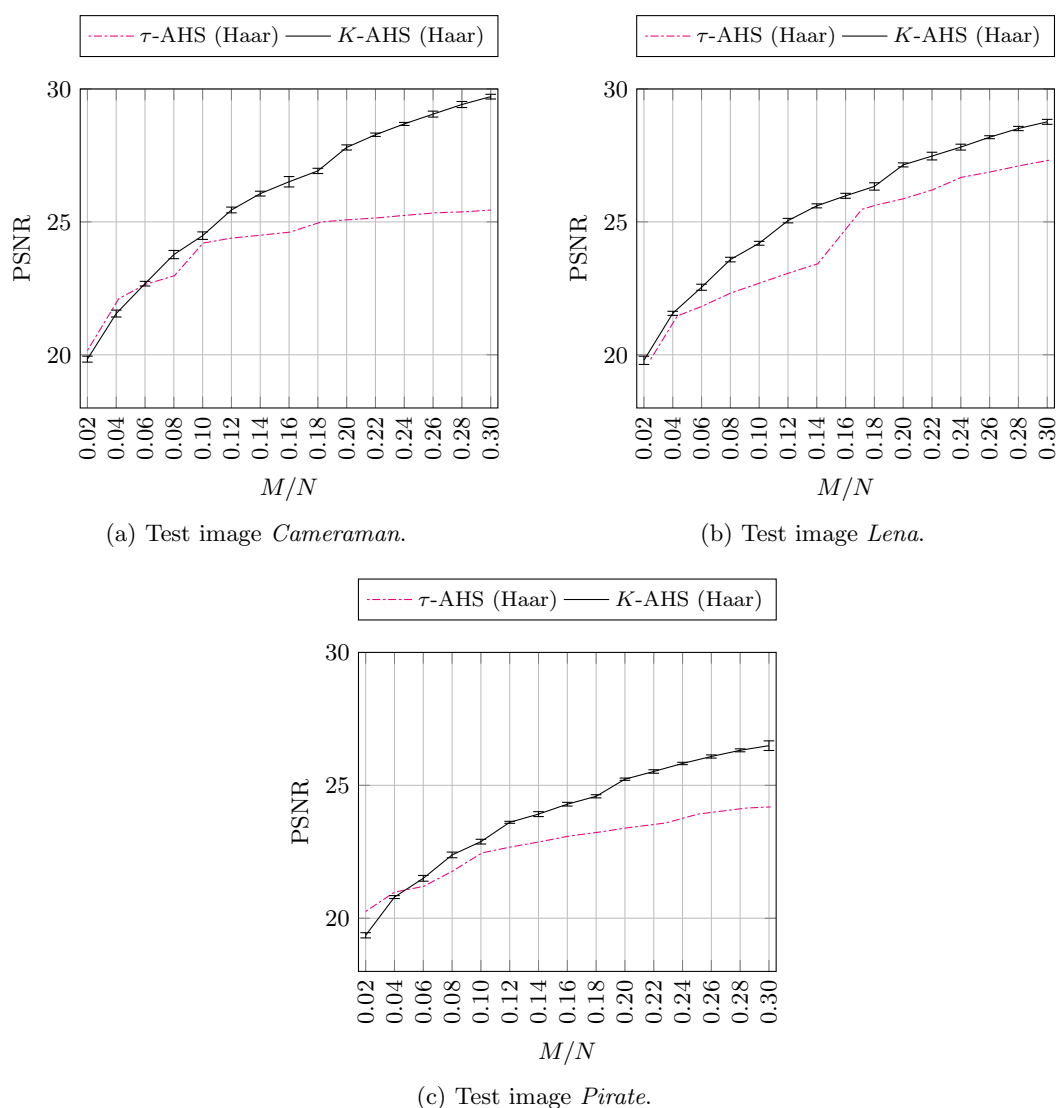 τ-AHS (Haar) K-AHS (Haar)
30
25
20
PSNR
0.02 0.04 0.06 0.08 0.10 0.12 0.14 0.16 0.18 0.20 0.22 0.24 0.26 0.28 0.30
M/N
(a) Test image Cameraman.
τ-AHS (Haar) K-AHS (Haar)
30
25
20
PSNR
0.02 0.04 0.06 0.08 0.10 0.12 0.14 0.16 0.18 0.20 0.22 0.24 0.26 0.28 0.30
M/N
(b) Test image Lena.
τ-AHS (Haar) K-AHS (Haar)
30
25
20
PSNR
0.02 0.04 0.06 0.08 0.10 0.12 0.14 0.16 0.18 0.20 0.22 0.24 0.26 0.28 0.30
M/N
(c) Test image Pirate.